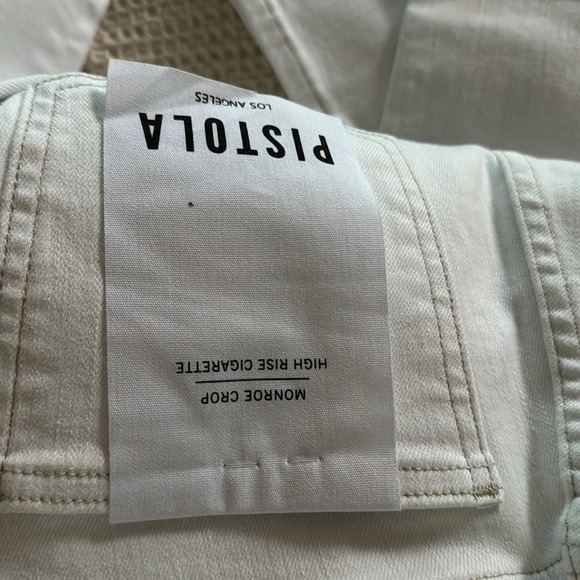 MONROE CROP
HIGH RISE CIGARETTE
PISTOLA
LOS ANGELES